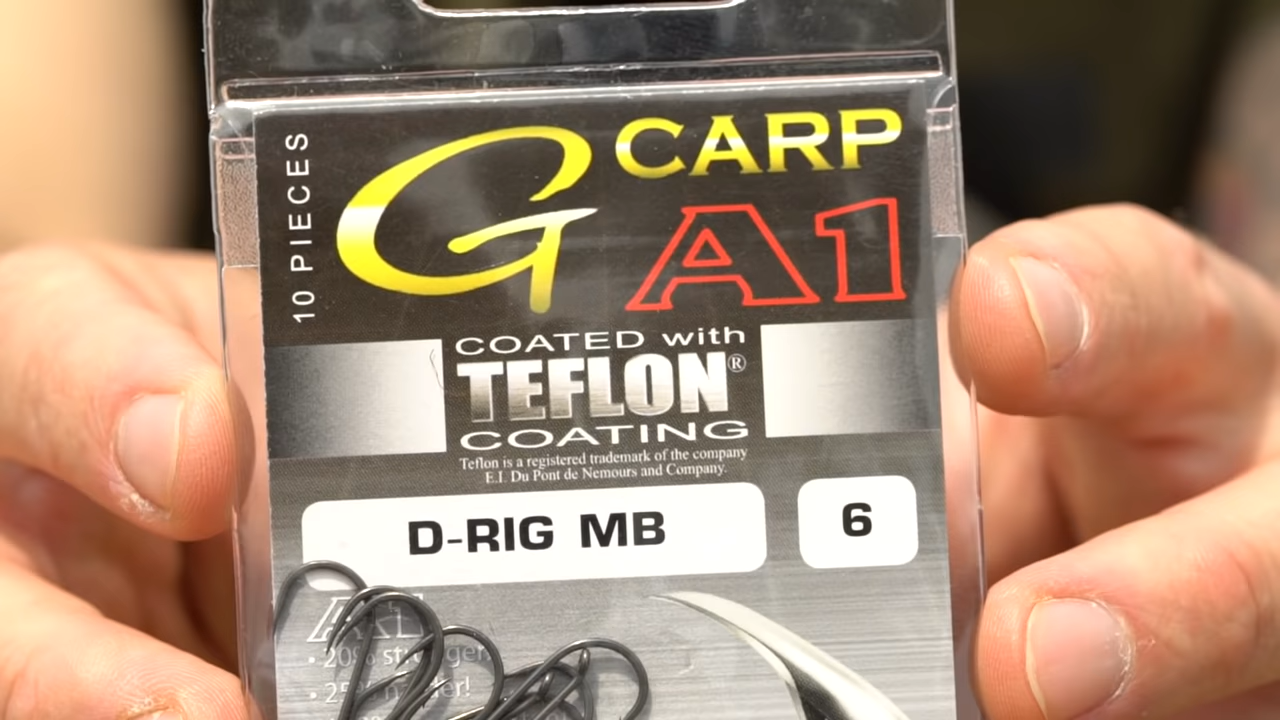 10 PIECES
G CARP
A1
COATED with
TEFLON®
COATING
Teflon is a registered trademark of the company
E.I. Du Pont de Nemours and Company.
D-RIG MB
6